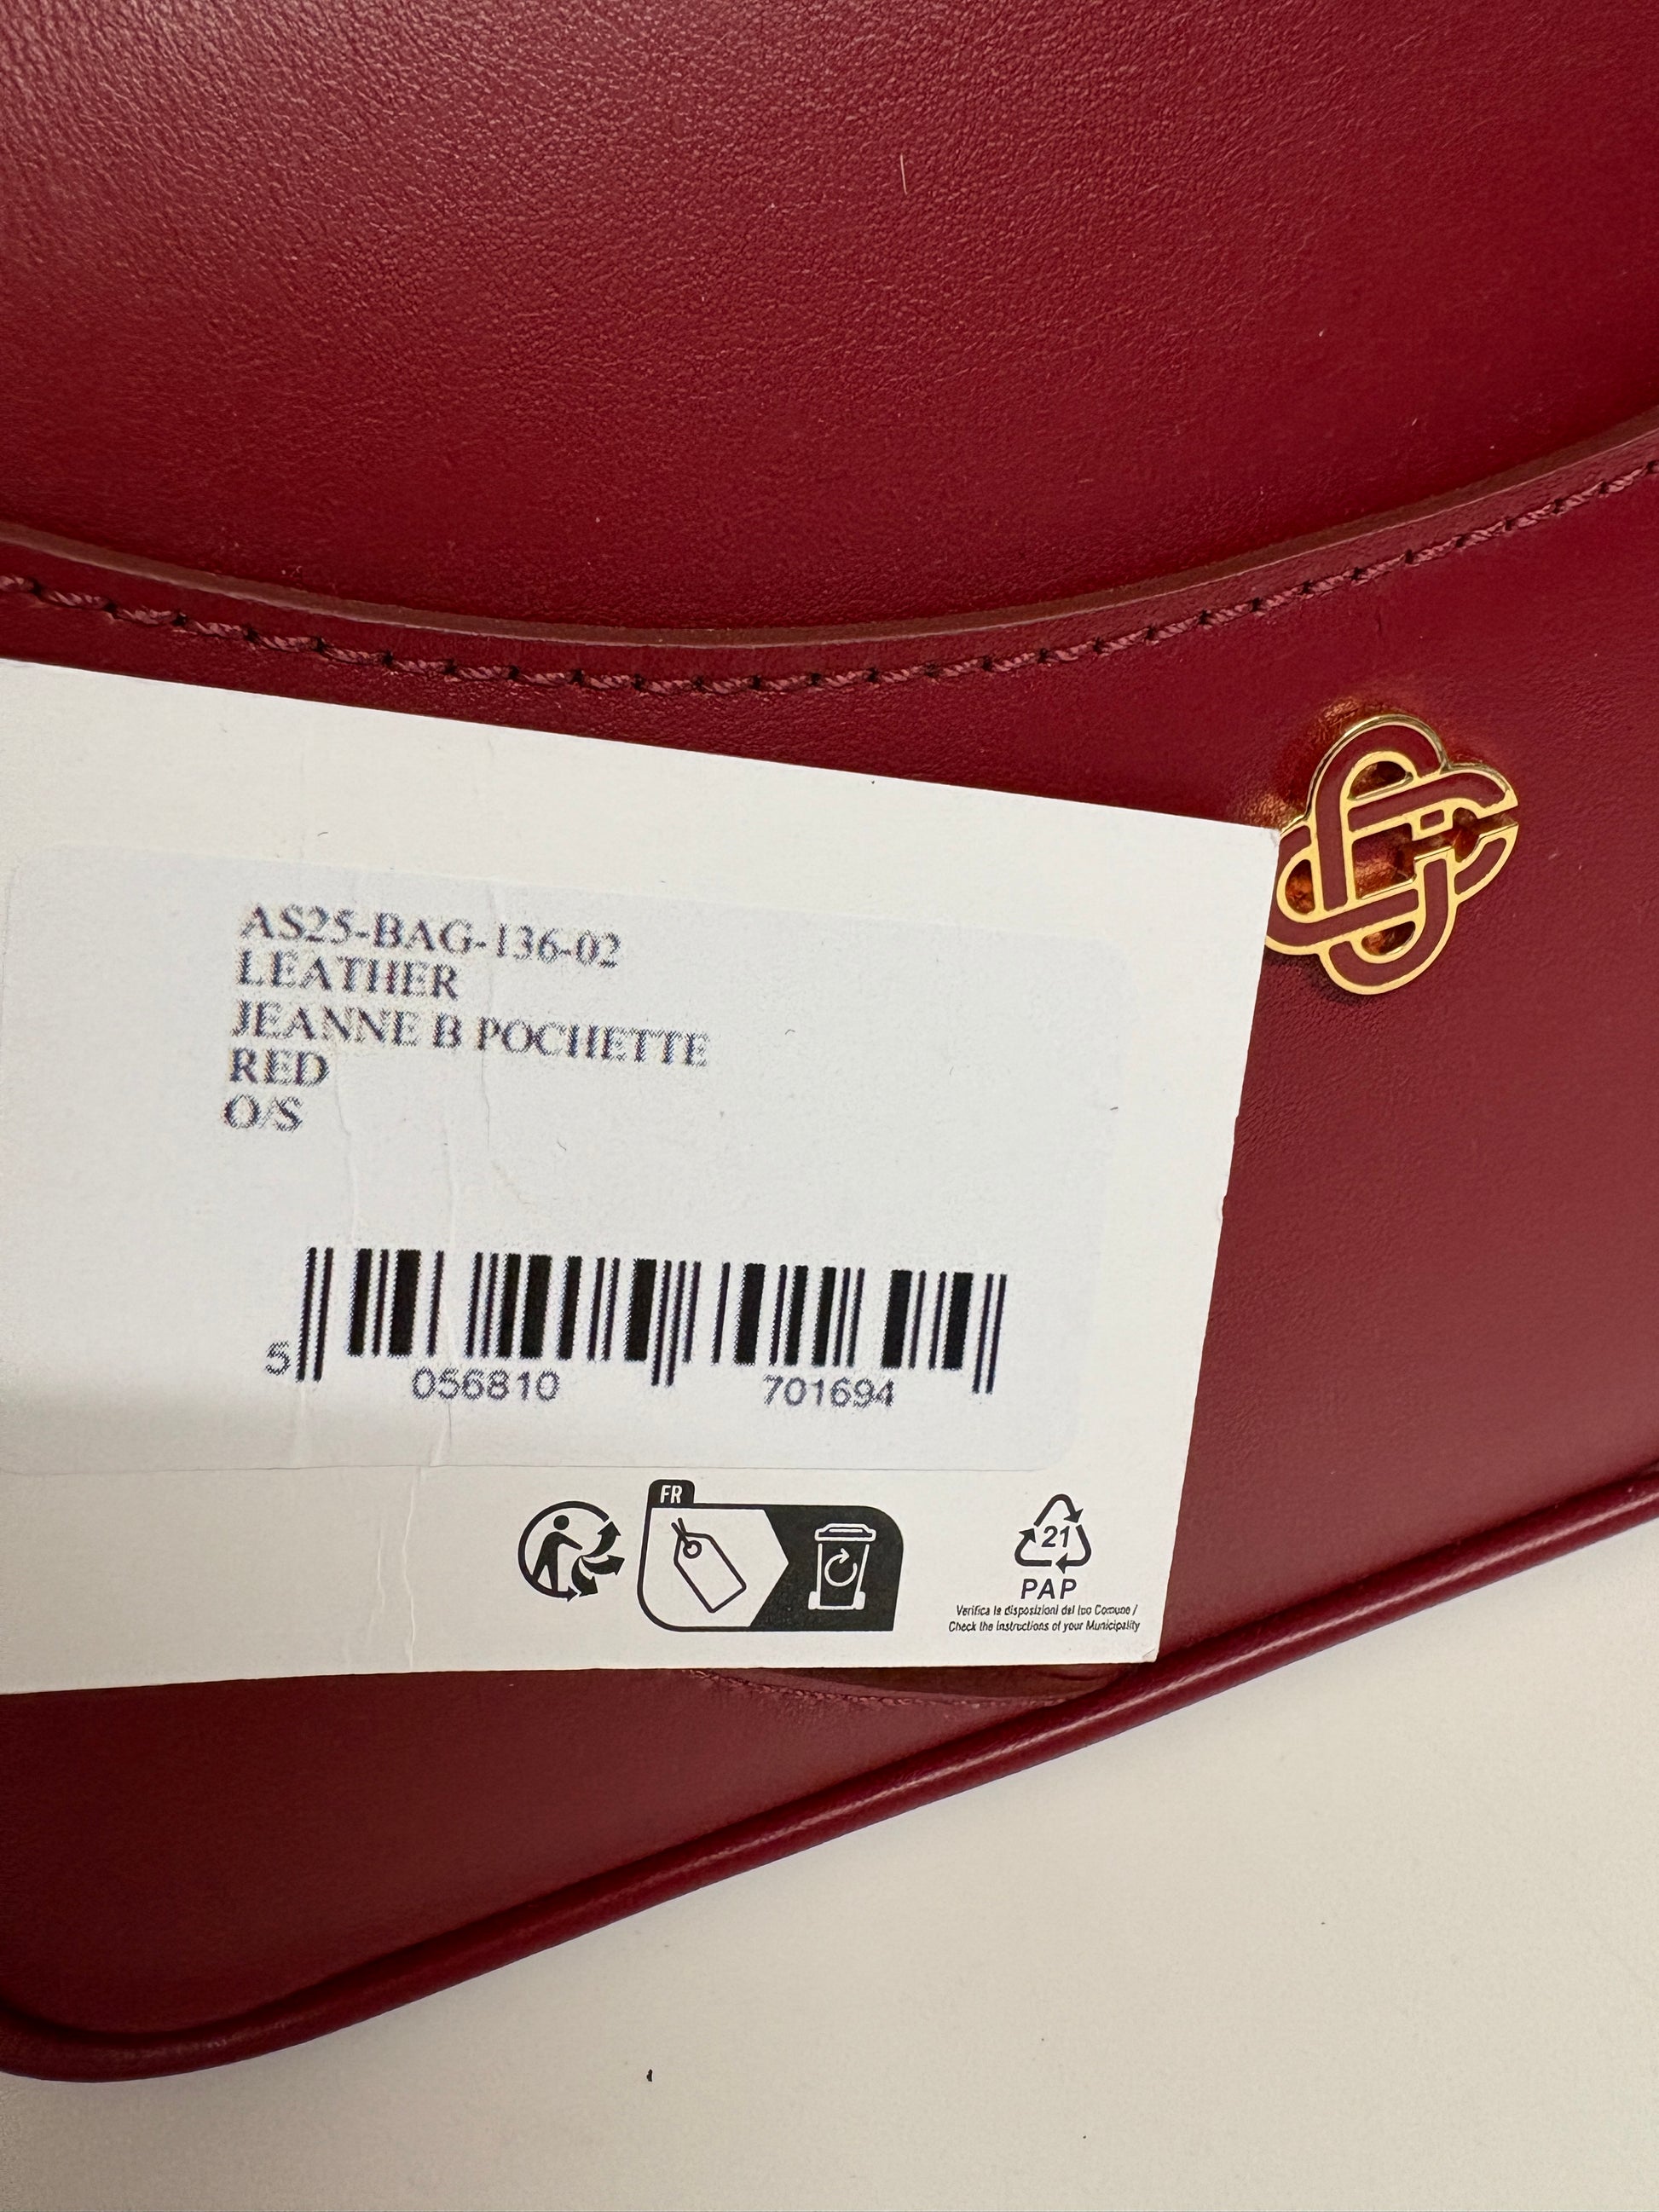 AS25-BAG-136-02
LEATHER
JEANNE B POCHETTE
RED
O/S
5 056810 701694
FR
21
PAP
Verifica le disposizioni del tuo Comune /
Check the instructions of your Municipality